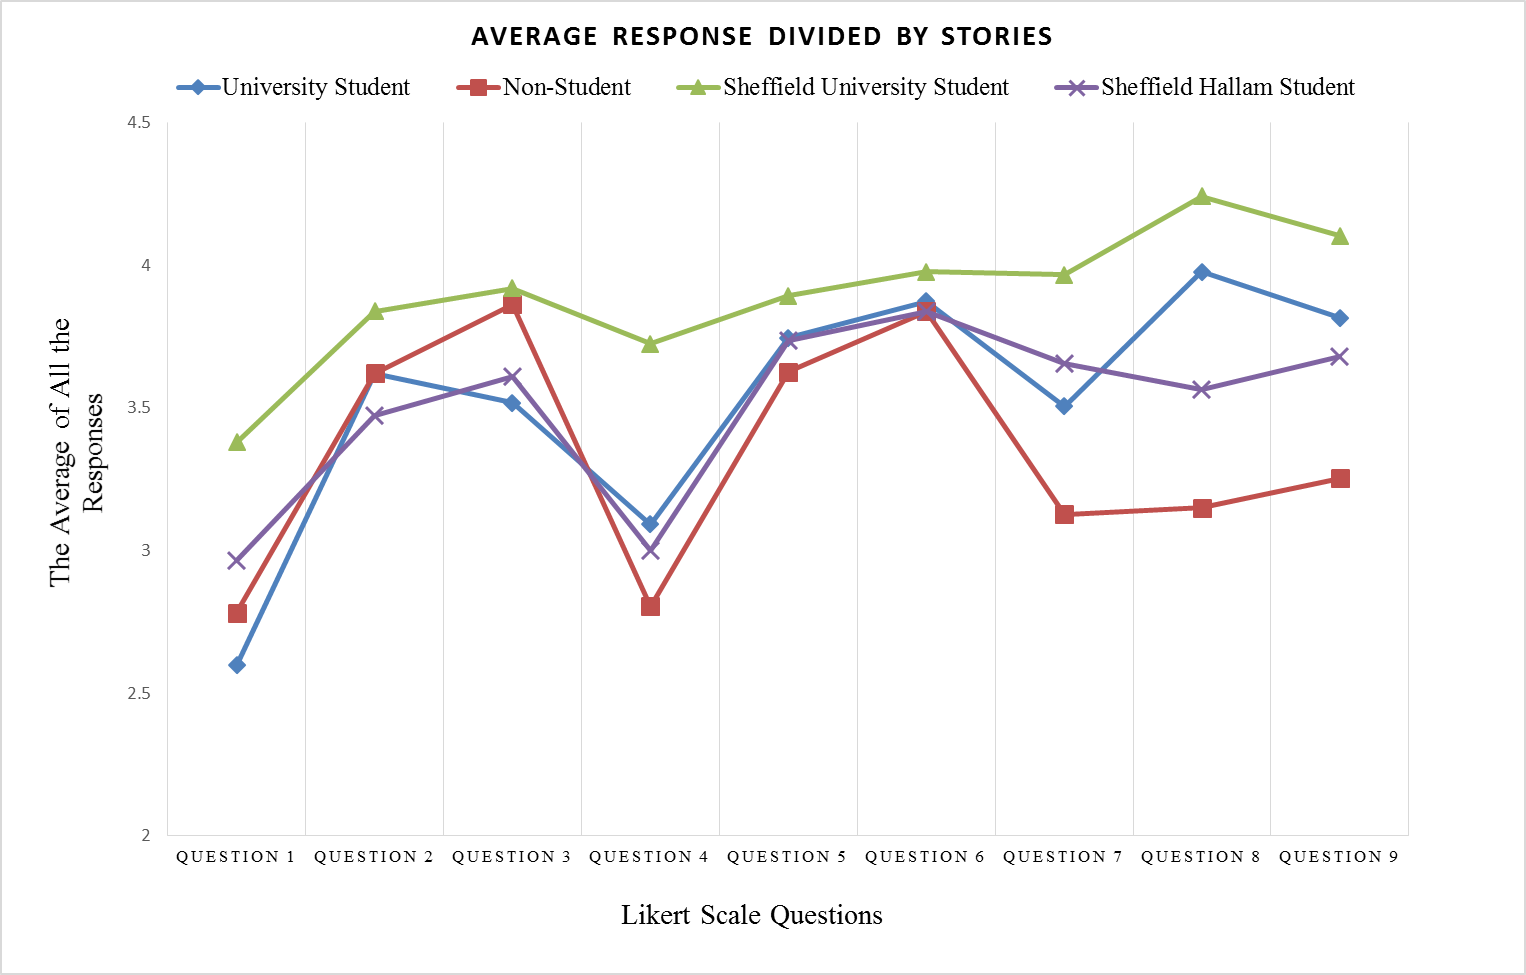 AVERAGE RESPONSE DIVIDED BY STORIES
University Student Non-Student Sheffield University Student Sheffield Hallam Student
4.5
4
3.5
3
2.5
2
The Average of All the
Responses
QUESTION 1 QUESTION 2 QUESTION 3 QUESTION 4 QUESTION 5 QUESTION 6 QUESTION 7 QUESTION 8 QUESTION 9
Likert Scale Questions